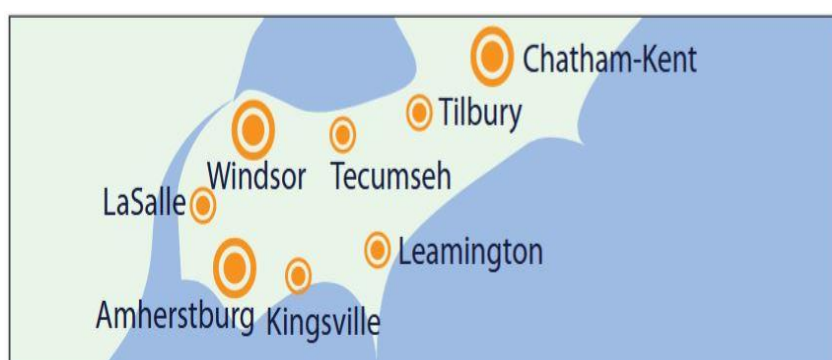 Chatham-Kent
Tilbury
Windsor
Tecumseh
LaSalle
Leamington
Amherstburg
Kingsville